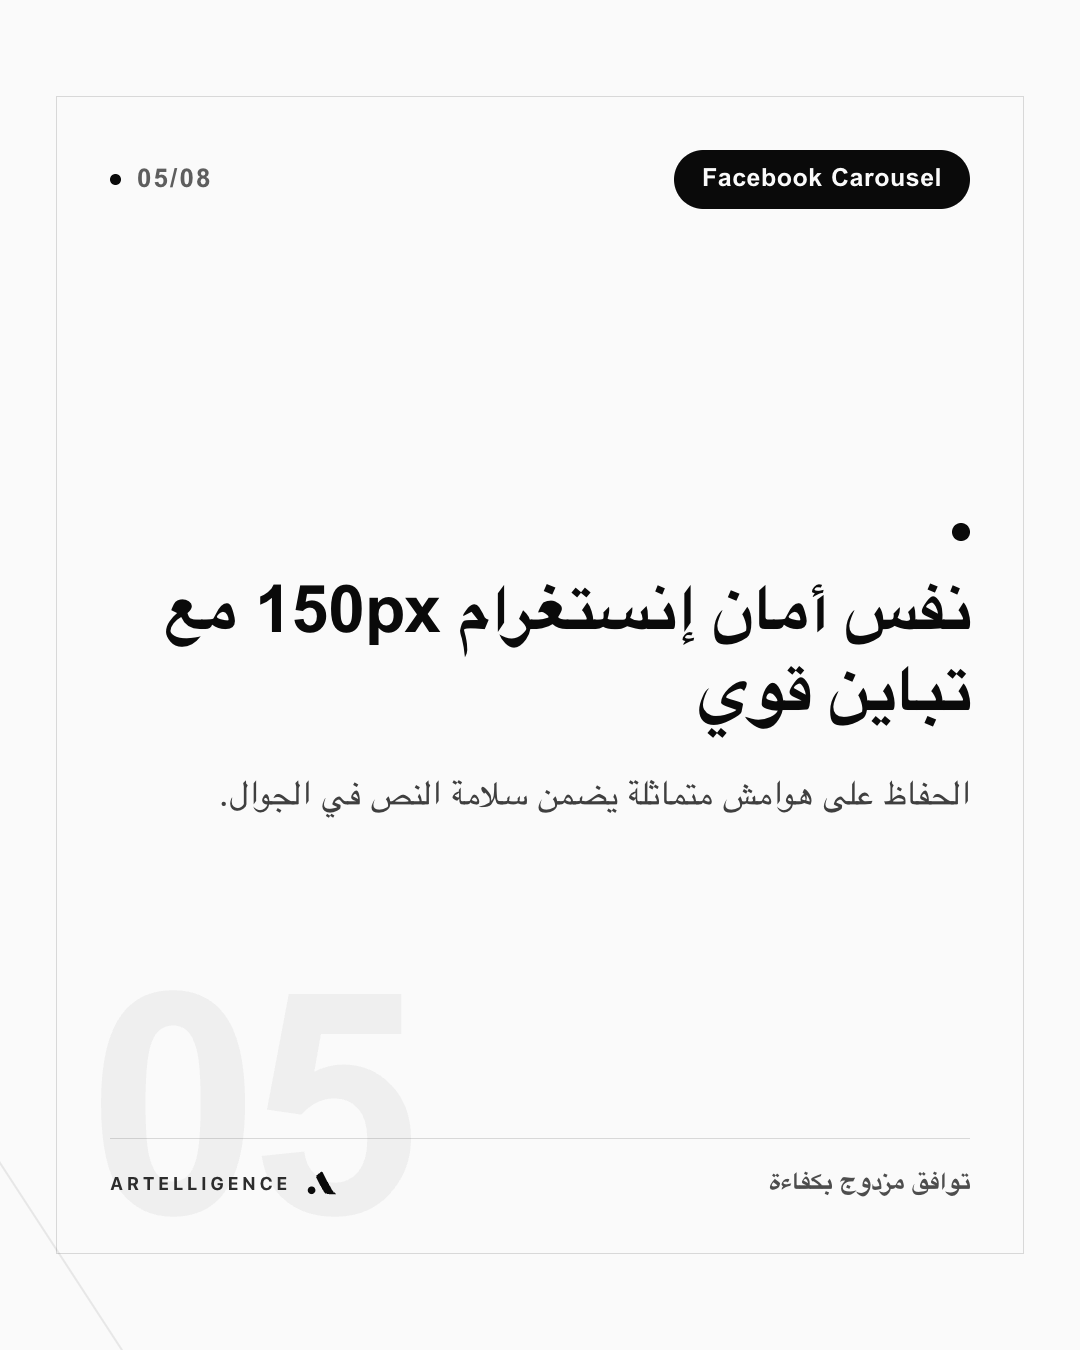 05/08
Facebook Carousel
نفس أمان إنستغرام 150px مع
تباين قوي
الحفاظ على هوامش متماثلة يضمن سلامة النص في الجوال.
05
ARTELLIGENCE
توافق مزدوج بكفاءة